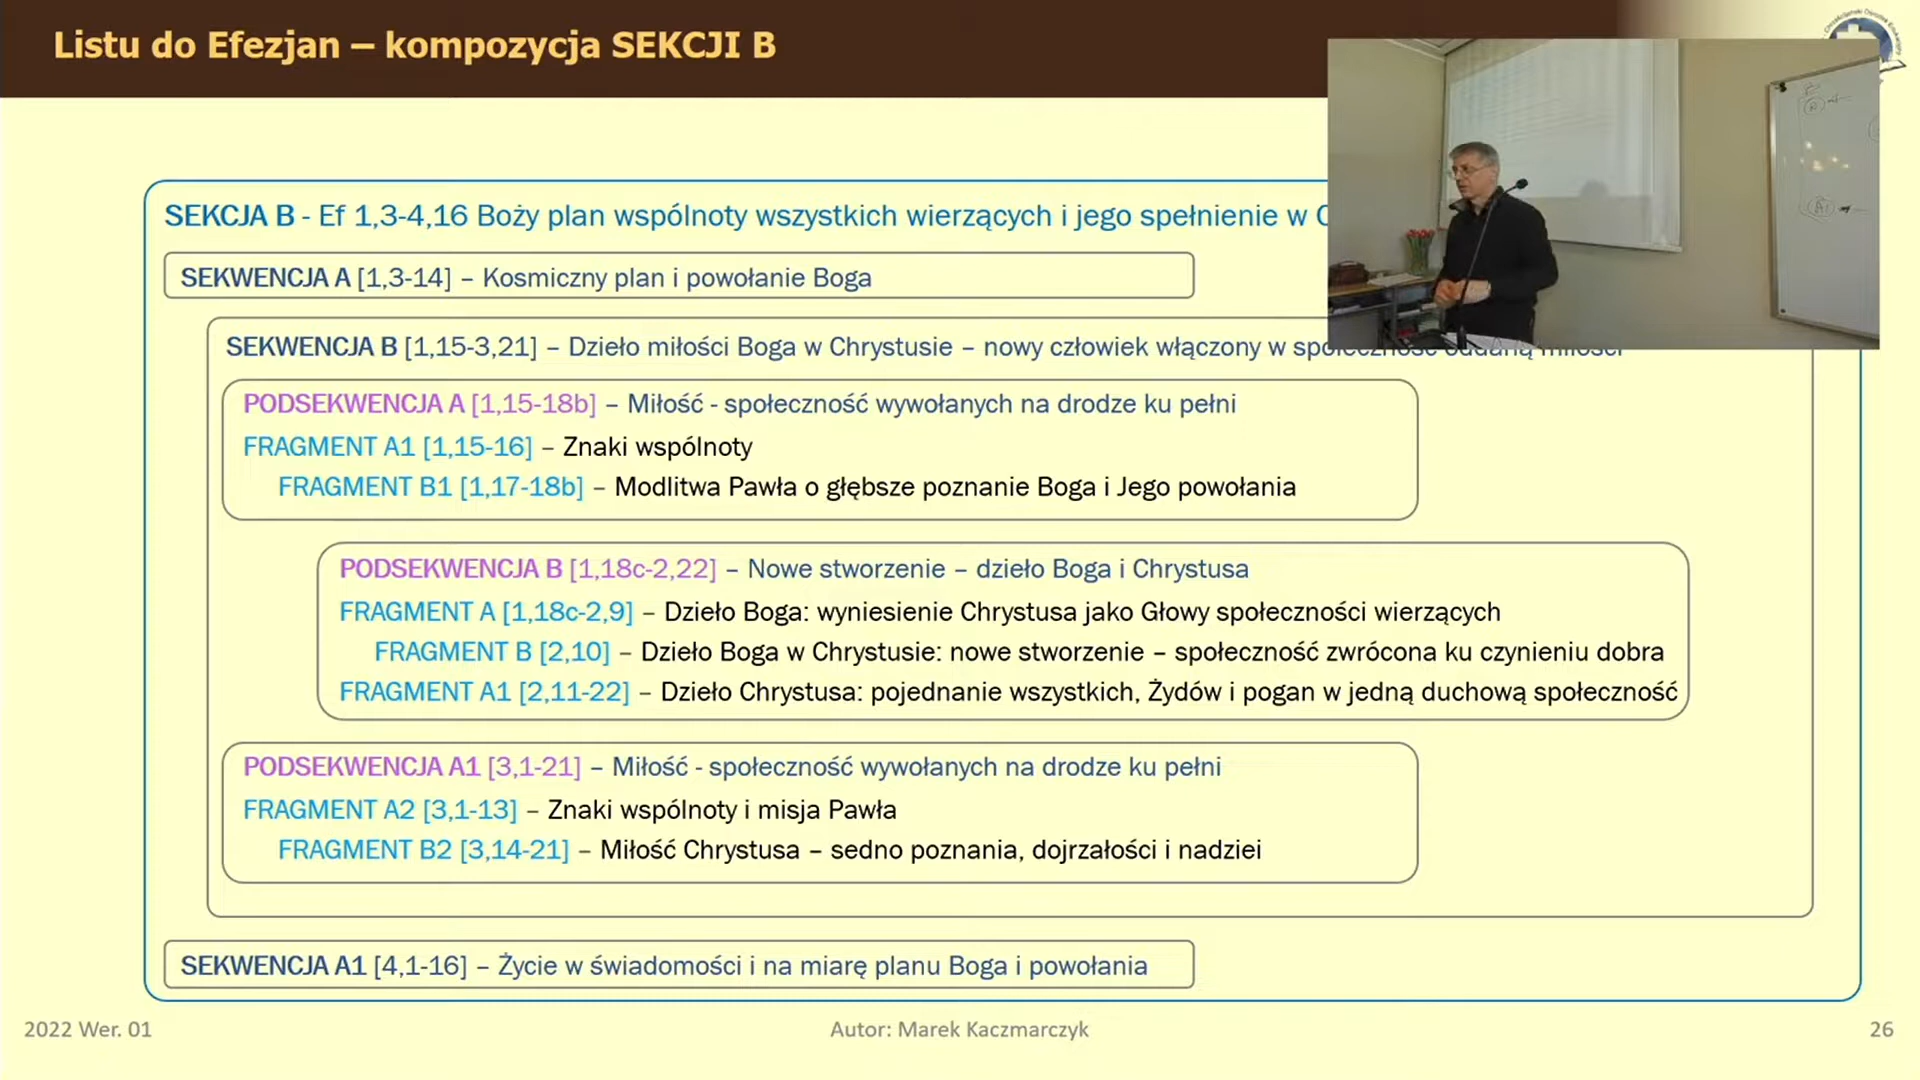 Listu do Efezjan – kompozycja SEKCJI B
SEKCJA B - Ef 1,3-4,16 Boży plan wspólnoty wszystkich wierzących i jego spełnienie w
SEKWENCJA A [1,3-14] – Kosmiczny plan i powołanie Boga
SEKWENCJA B [1,15-3,21] – Dzieło miłości Boga w Chrystusie – nowy człowiek włączony w społeczność oddaną miłości
PODSEKWENCJA A [1,15-18b] – Miłość - społeczność wywołanych na drodze ku pełni
FRAGMENT A1 [1,15-16] – Znaki wspólnoty
FRAGMENT B1 [1,17-18b] – Modlitwa Pawła o głębsze poznanie Boga i Jego powołania
PODSEKWENCJA B [1,18c-2,22] – Nowe stworzenie – dzieło Boga i Chrystusa
FRAGMENT A [1,18c-2,9] – Dzieło Boga: wyniesienie Chrystusa jako Głowy społeczności wierzących
FRAGMENT B [2,10] – Dzieło Boga w Chrystusie: nowe stworzenie – społeczność zwrócona ku czynieniu dobra
FRAGMENT A1 [2,11-22] – Dzieło Chrystusa: pojednanie wszystkich, Żydów i pogan w jedną duchową społeczność
PODSEKWENCJA A1 [3,1-21] – Miłość - społeczność wywołanych na drodze ku pełni
FRAGMENT A2 [3,1-13] – Znaki wspólnoty i misja Pawła
FRAGMENT B2 [3,14-21] – Miłość Chrystusa – sedno poznania, dojrzałości i nadziei
SEKWENCJA A1 [4,1-16] – Życie w świadomości i na miarę planu Boga i powołania
2022 Wer. 01
Autor: Marek Kaczmarczyk
26